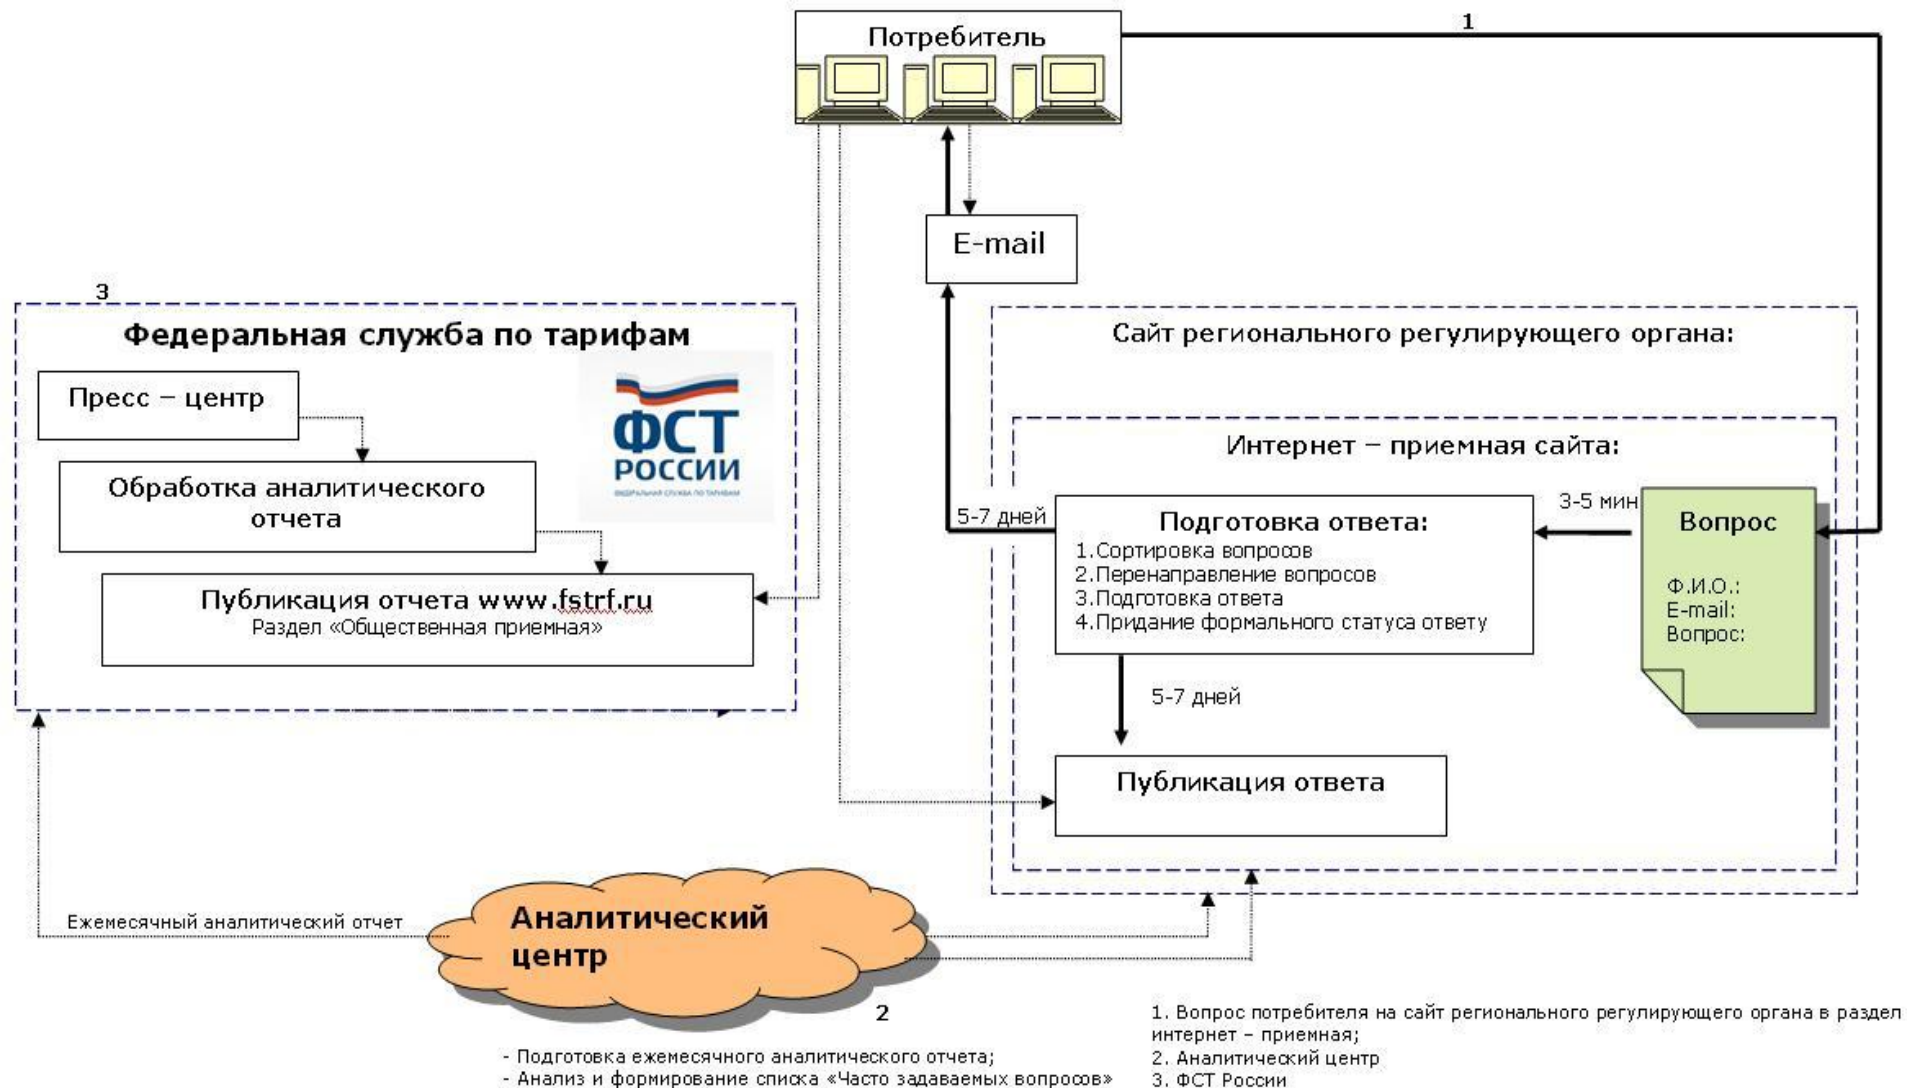 1
Потребитель
E-mail
3
Федеральная служба по тарифам
Пресс – центр
Обработка аналитического
отчета
Публикация отчета www.fstrf.ru
Раздел «Общественная приемная»
ФСТ
РОССИИ
ФЕДЕРАЛЬНАЯ СЛУЖБА ПО ТАРИФАМ
Сайт регионального регулирующего органа:
Интернет – приемная сайта:
5-7 дней
Подготовка ответа:
1.Сортировка вопросов
2.Перенаправление вопросов
3.Подготовка ответа
4.Придание формального статуса ответу
3-5 мин
Вопрос
Ф.И.О.:
E-mail:
Вопрос:
5-7 дней
Публикация ответа
Ежемесячный аналитический отчет
Аналитический
центр
2
- Подготовка ежемесячного аналитического отчета;
- Анализ и формирование списка «Часто задаваемых вопросов»
1. Вопрос потребителя на сайт регионального регулирующего органа в раздел
интернет – приемная;
2. Аналитический центр
3. ФСТ России